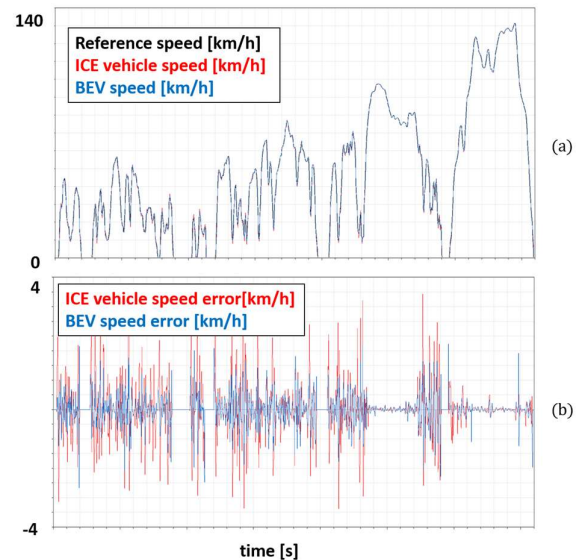 140
Reference speed [km/h]
ICE vehicle speed [km/h]
BEV speed [km/h]
(a)
0
4
ICE vehicle speed error[km/h]
BEV speed error [km/h]
(b)
-4
time [s]